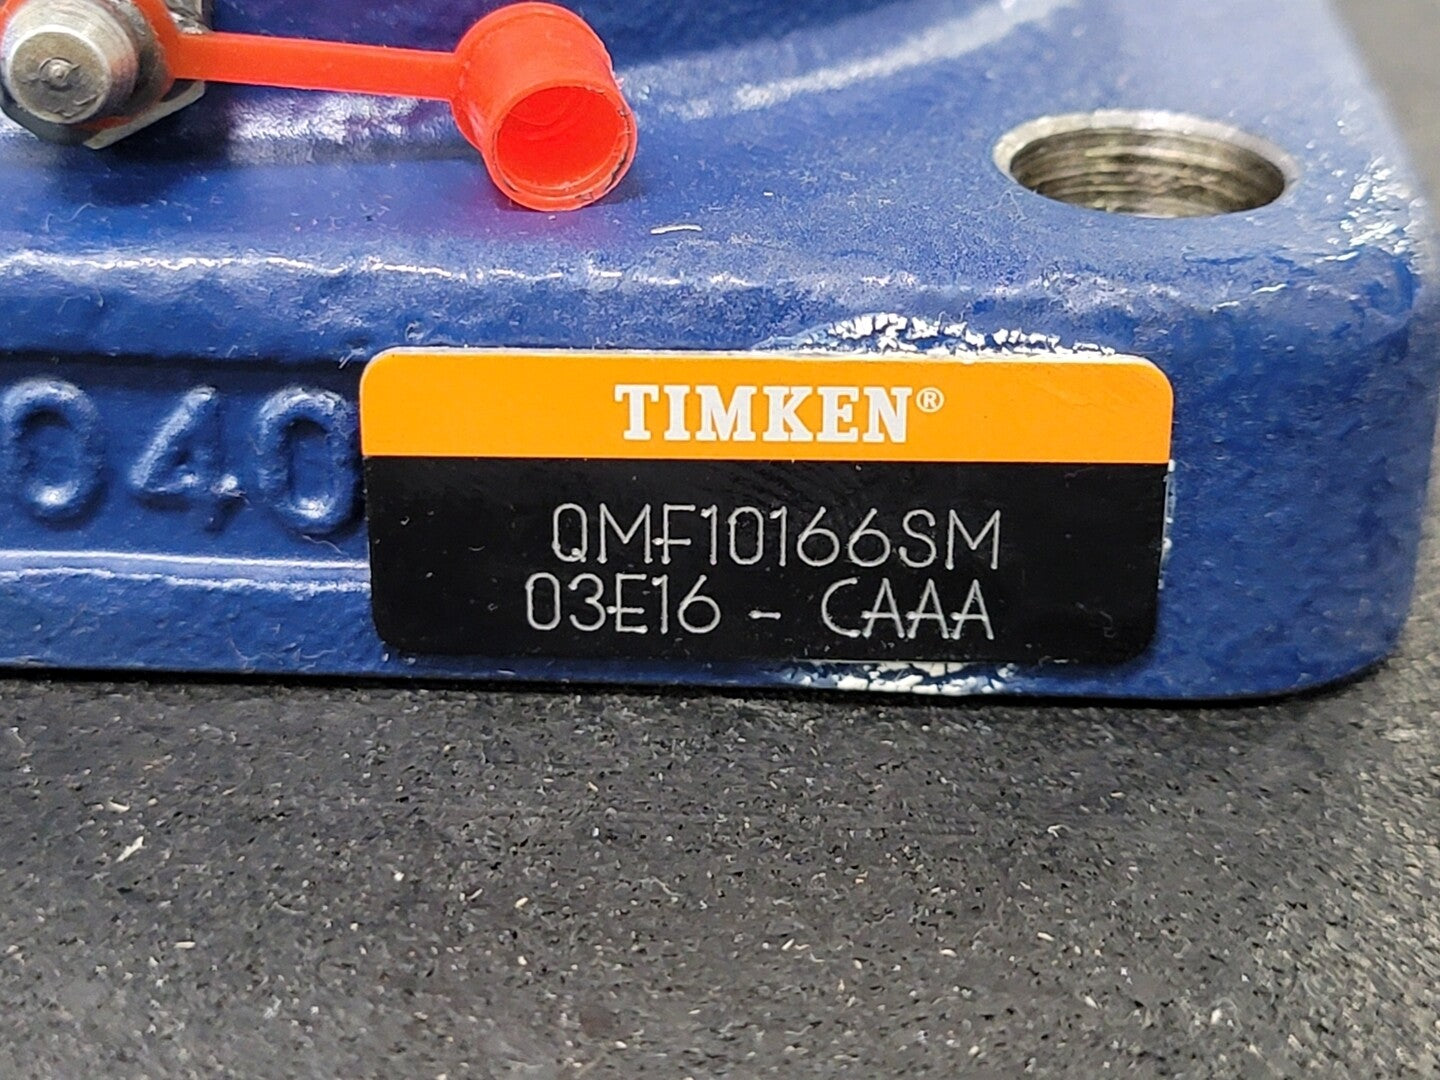 TIMKEN®
040
QMF10166SM
03E16 - CAAA